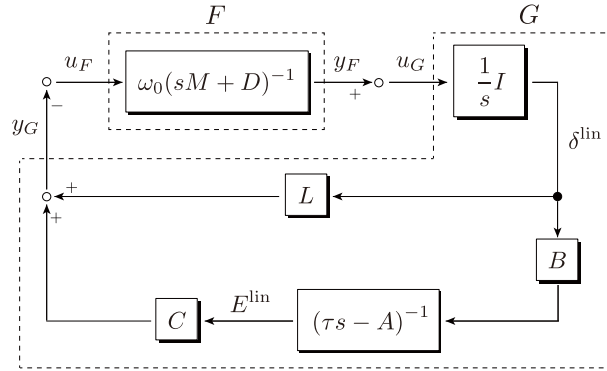 F
G
u_F
ω₀(sM + D)⁻¹
y_F
+
u_G
1/s I
−
y_G
δ^lin
+
L
+
B
E^lin
C
(τs − A)⁻¹